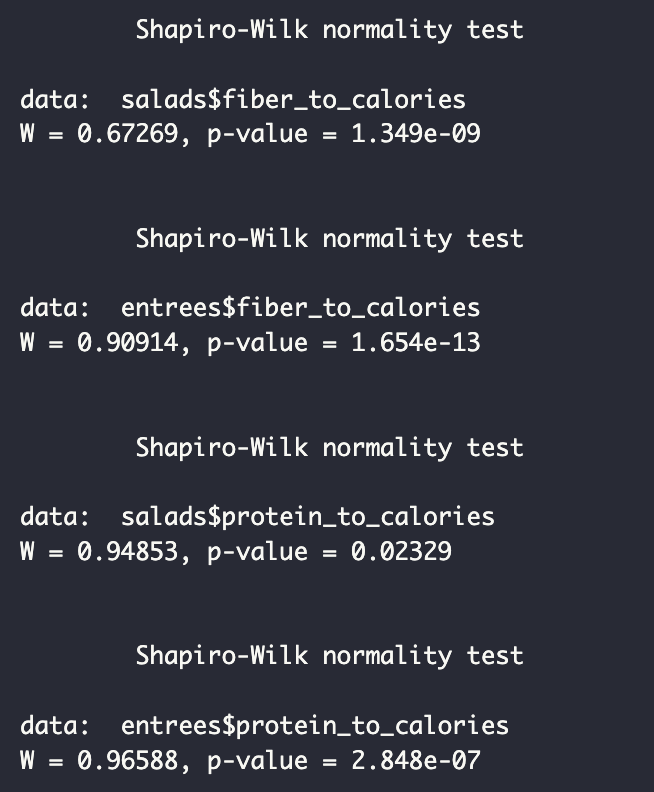 Shapiro-Wilk normality test
data:  salads$fiber_to_calories
W = 0.67269, p-value = 1.349e-09
Shapiro-Wilk normality test
data:  entrees$fiber_to_calories
W = 0.90914, p-value = 1.654e-13
Shapiro-Wilk normality test
data:  salads$protein_to_calories
W = 0.94853, p-value = 0.02329
Shapiro-Wilk normality test
data:  entrees$protein_to_calories
W = 0.96588, p-value = 2.848e-07